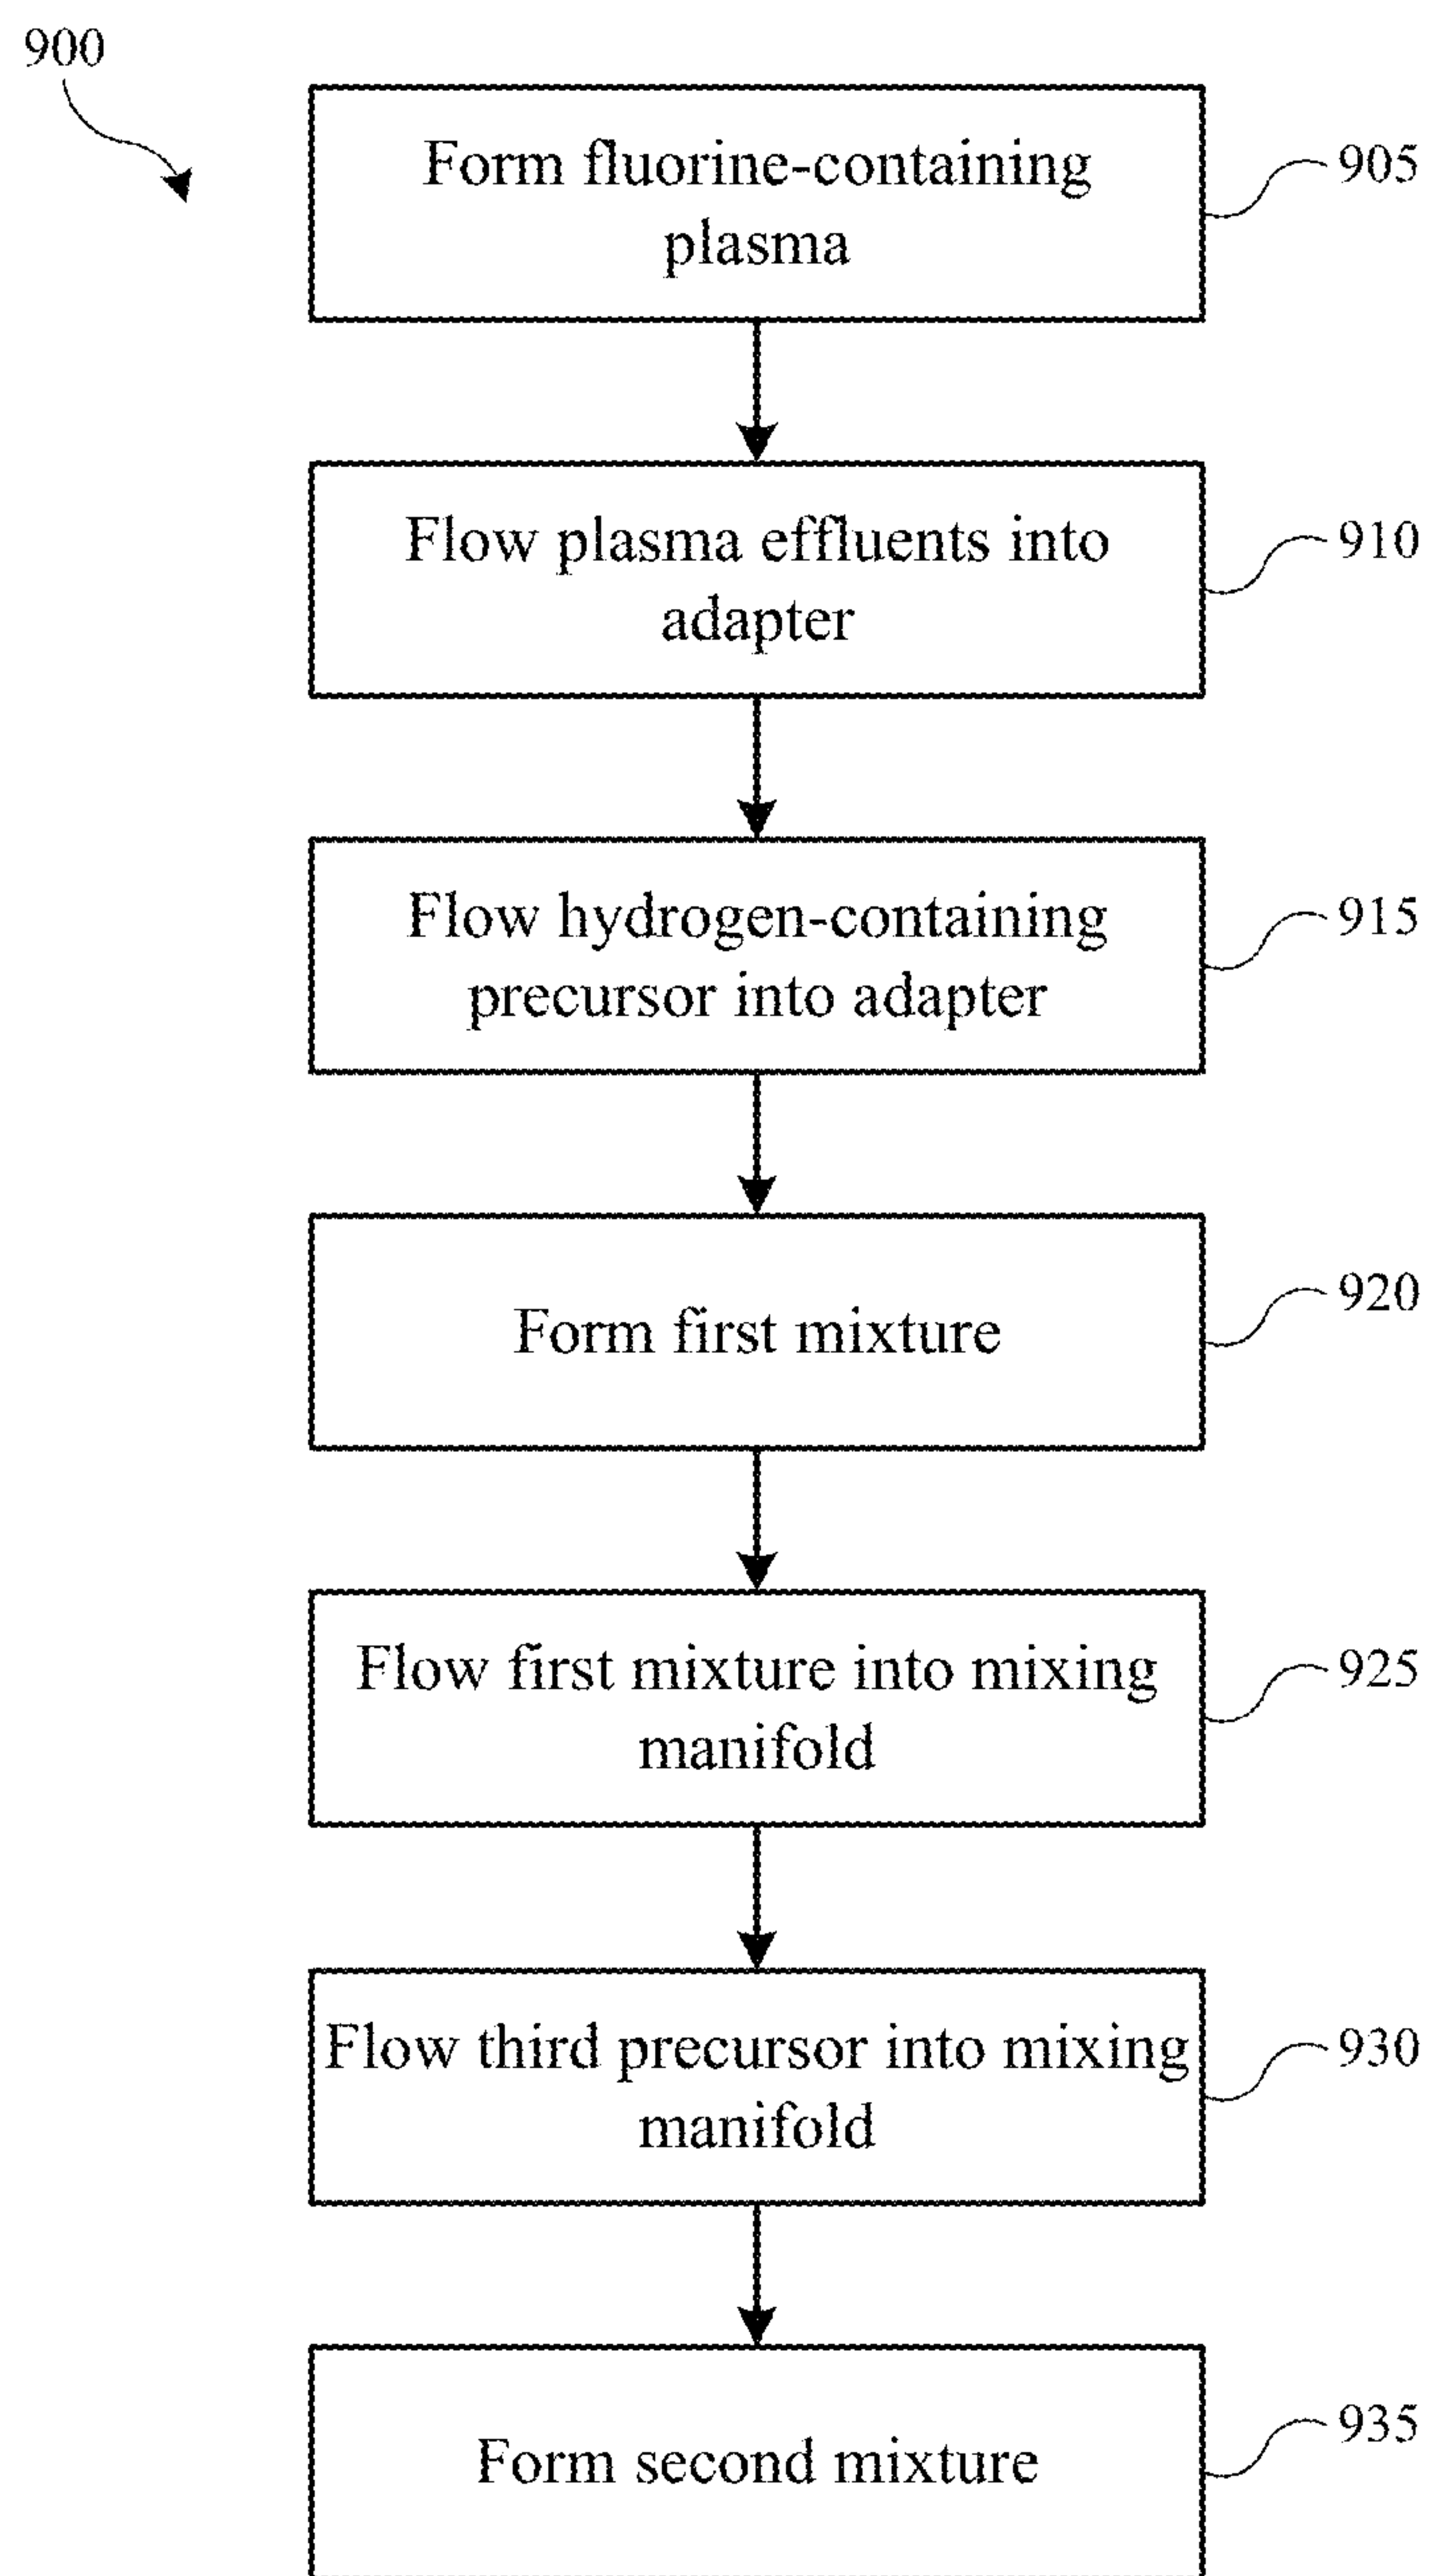 900
Form fluorine-containing
plasma
905
Flow plasma effluents into
adapter
910
Flow hydrogen-containing
precursor into adapter
915
Form first mixture
920
Flow first mixture into mixing
manifold
925
Flow third precursor into mixing
manifold
930
Form second mixture
935